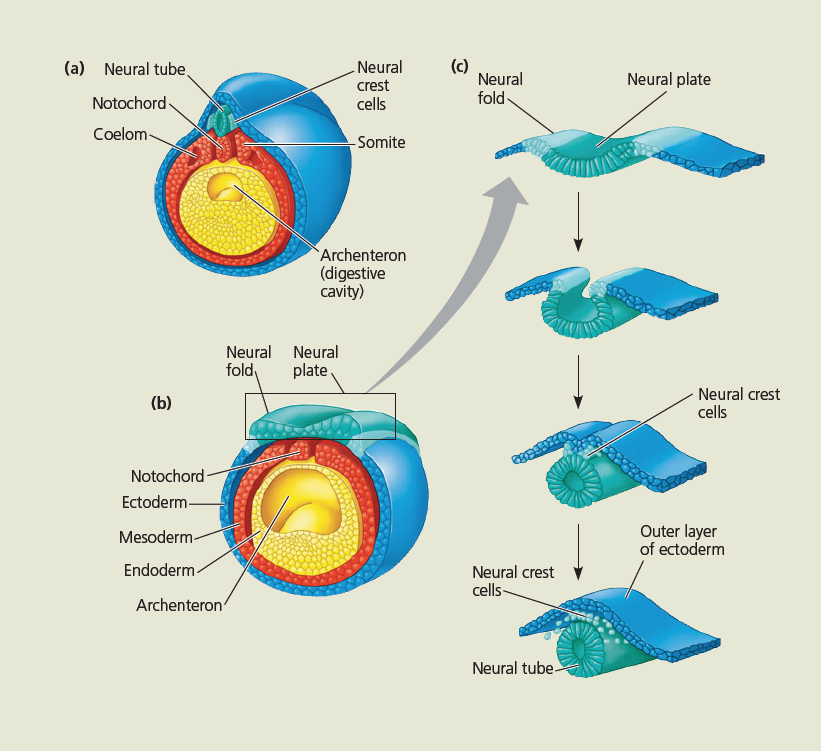 (a)
Neural tube
Notochord
Coelom
Neural
crest
cells
Somite
Archenteron
(digestive
cavity)
(b)
Neural
fold
Neural
plate
Notochord
Ectoderm
Mesoderm
Endoderm
Archenteron
(c)
Neural
fold
Neural plate
Neural crest
cells
Outer layer
of ectoderm
Neural crest
cells
Neural tube